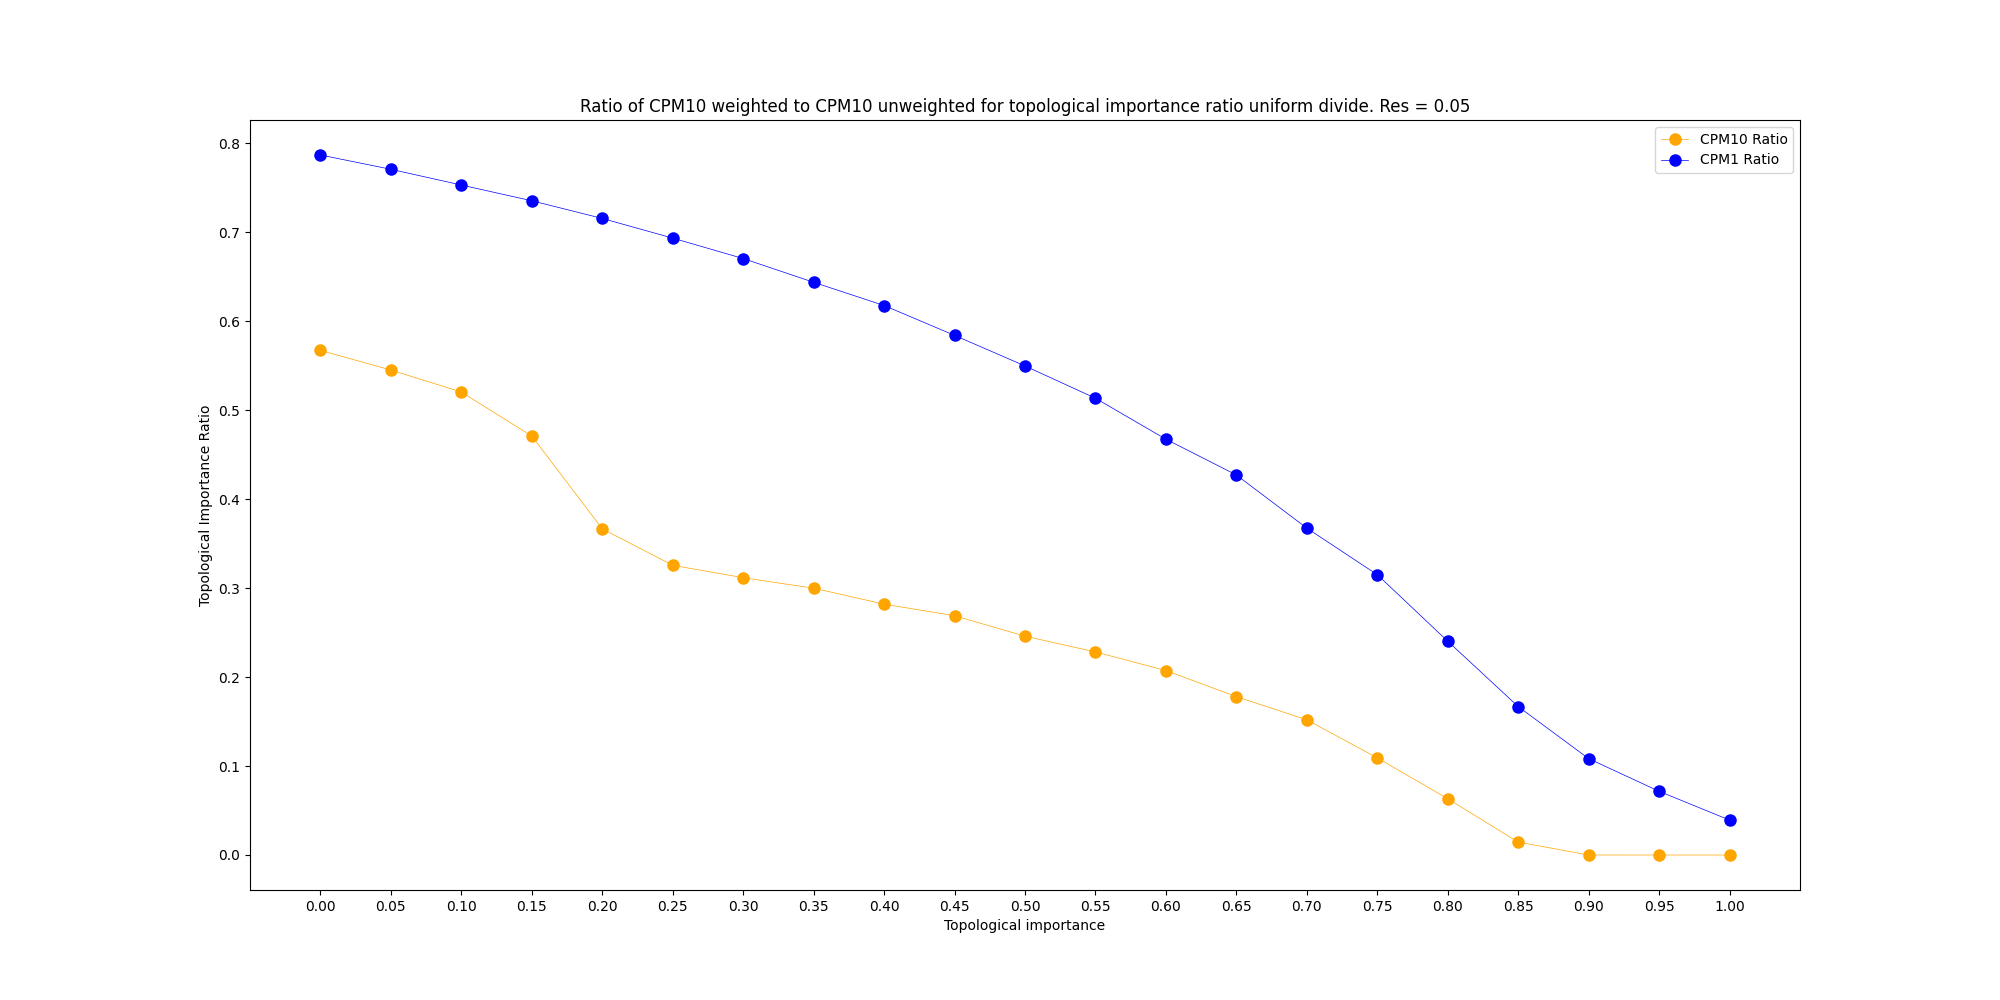 Ratio of CPM10 weighted to CPM10 unweighted for topological importance ratio uniform divide. Res = 0.05
CPM10 Ratio
CPM1 Ratio
Topological Importance Ratio
0.8
0.7
0.6
0.5
0.4
0.3
0.2
0.1
0.0
0.00 0.05 0.10 0.15 0.20 0.25 0.30 0.35 0.40 0.45 0.50 0.55 0.60 0.65 0.70 0.75 0.80 0.85 0.90 0.95 1.00
Topological importance